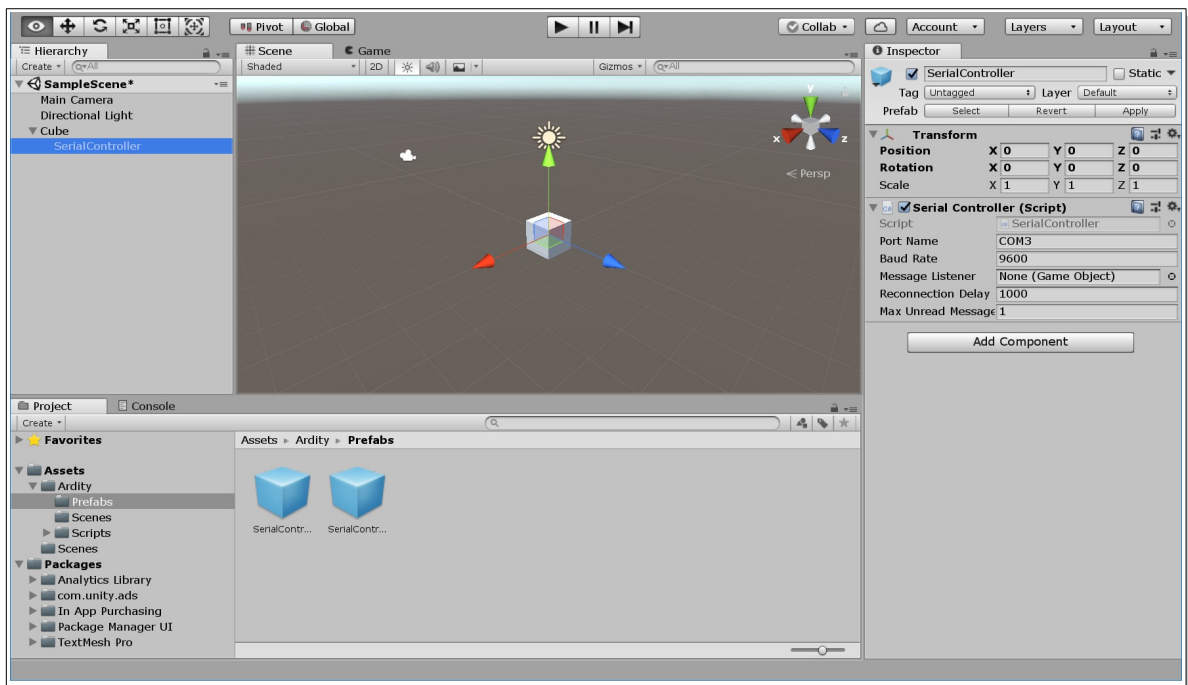 Pivot Global Collab Account Layers Layout
Hierarchy
Create All
SampleScene*
Main Camera
Directional Light
Cube
SerialController
Scene Game
Shaded 2D Gizmos All
y
x z
Persp
Inspector
SerialController Static
Tag Untagged Layer Default
Prefab Select Revert Apply
Transform
Position X 0 Y 0 Z 0
Rotation X 0 Y 0 Z 0
Scale X 1 Y 1 Z 1
Serial Controller (Script)
Script SerialController
Port Name COM3
Baud Rate 9600
Message Listener None (Game Object)
Reconnection Delay 1000
Max Unread Message 1
Add Component
Project Console
Create
Favorites
Assets
Ardity
Prefabs
Scenes
Scripts
Scenes
Packages
Analytics Library
com.unity.ads
In App Purchasing
Package Manager UI
TextMesh Pro
Assets Ardity Prefabs
SerialContr... SerialContr...